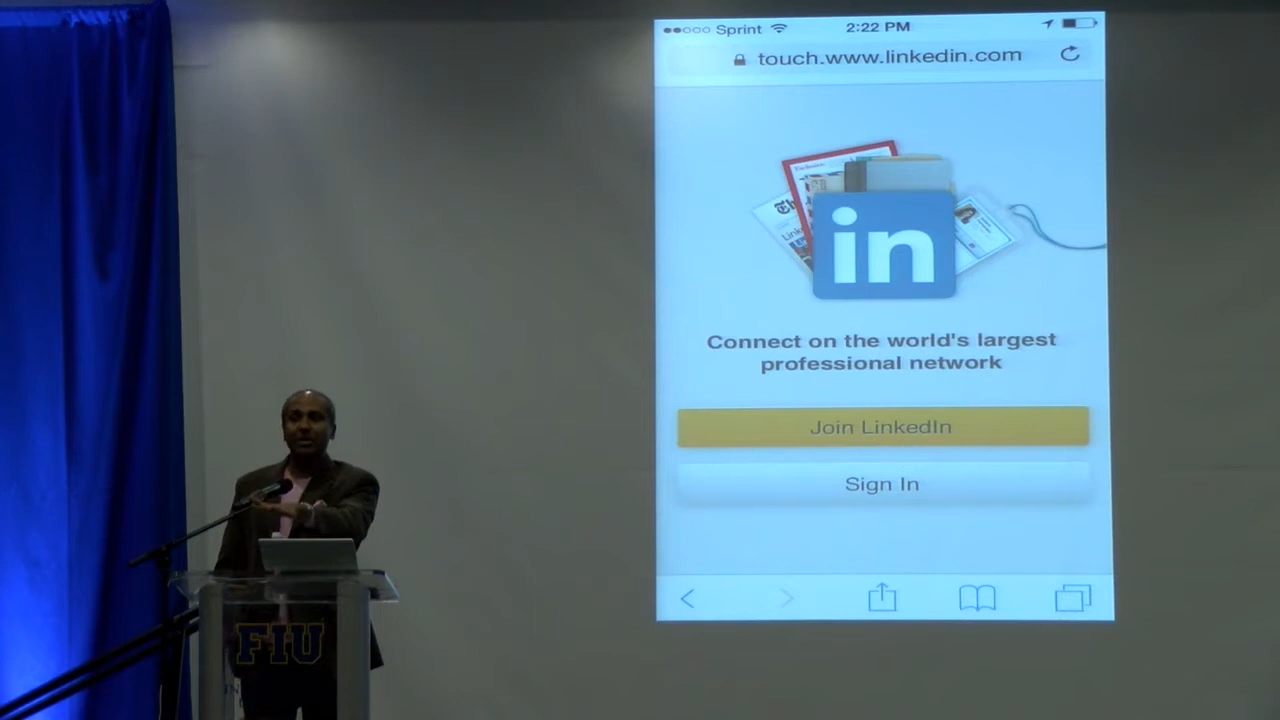 Sprint 2:22 PM
touch.www.linkedin.com
in
Connect on the world's largest
professional network
Join LinkedIn
Sign In
FIU